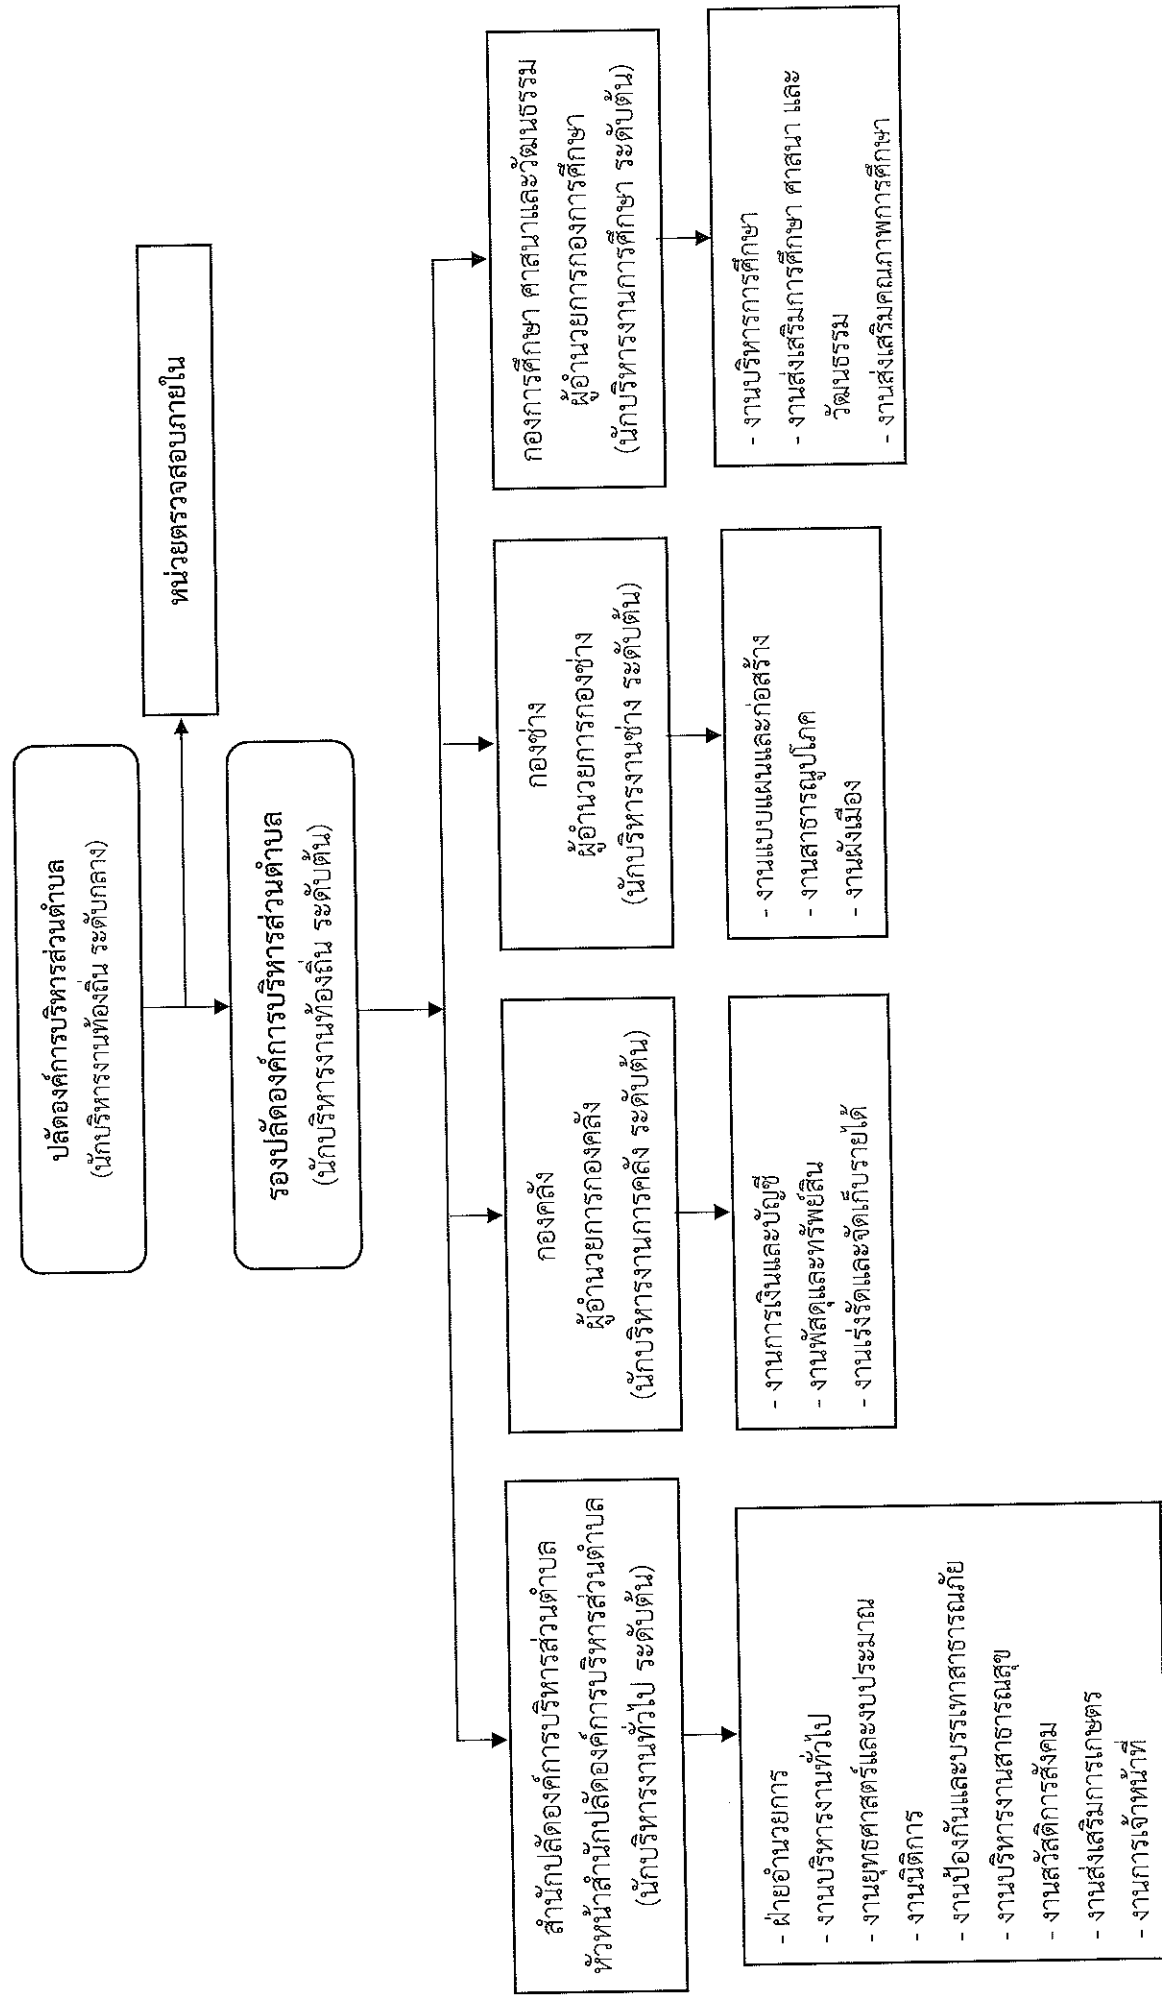 ปลัดองค์การบริหารส่วนตำบล
(นักบริหารงานท้องถิ่น ระดับกลาง)
หน่วยตรวจสอบภายใน
รองปลัดองค์การบริหารส่วนตำบล
(นักบริหารงานท้องถิ่น ระดับต้น)
สำนักปลัดองค์การบริหารส่วนตำบล
หัวหน้าสำนักปลัดองค์การบริหารส่วนตำบล
(นักบริหารงานทั่วไป ระดับต้น)
กองคลัง
ผู้อำนวยการกองคลัง
(นักบริหารงานการคลัง ระดับต้น)
กองช่าง
ผู้อำนวยการกองช่าง
(นักบริหารงานช่าง ระดับต้น)
กองการศึกษา ศาสนาและวัฒนธรรม
ผู้อำนวยการกองการศึกษา
(นักบริหารงานการศึกษา ระดับต้น)
- ฝ่ายอำนวยการ
- งานบริหารงานทั่วไป
- งานยุทธศาสตร์และงบประมาณ
- งานนิติการ
- งานป้องกันและบรรเทาสาธารณภัย
- งานบริหารงานสาธารณสุข
- งานสวัสดิการสังคม
- งานส่งเสริมการเกษตร
- งานการเจ้าหน้าที่
- งานการเงินและบัญชี
- งานพัสดุและทรัพย์สิน
- งานเร่งรัดและจัดเก็บรายได้
- งานแบบแผนและก่อสร้าง
- งานสาธารณูปโภค
- งานผังเมือง
- งานบริหารการศึกษา
- งานส่งเสริมการศึกษา ศาสนา และ
วัฒนธรรม
- งานส่งเสริมคุณภาพการศึกษา